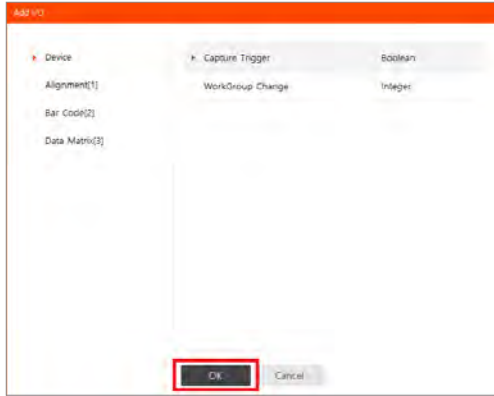 Add I/O
Device
Capture Trigger Boolean
Alignment[1]
WorkGroup Change Integer
Bar Code[2]
Data Matrix[3]
OK Cancel